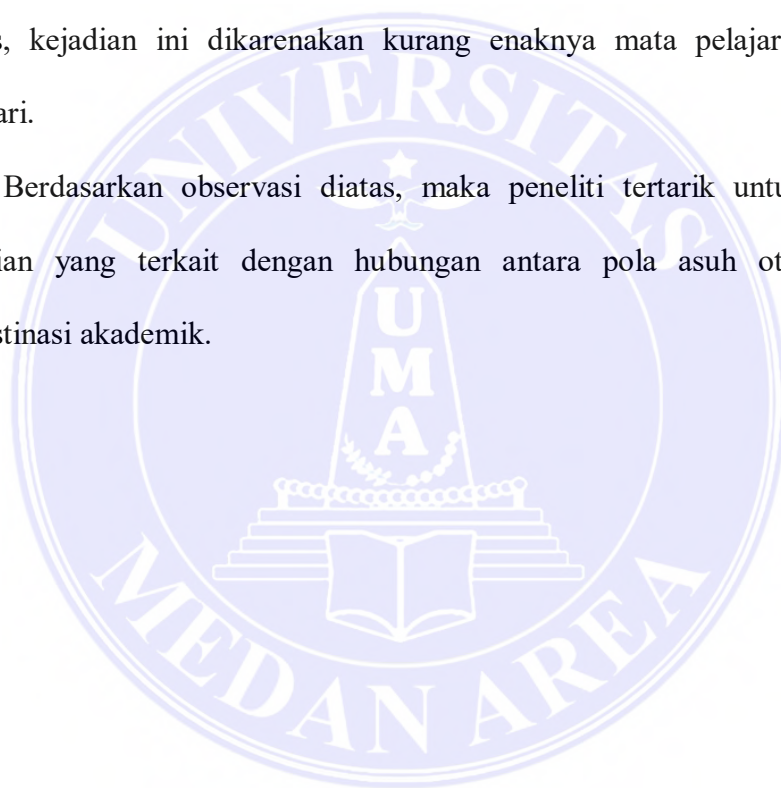 s, kejadian ini dikarenakan kurang enaknya mata pelajar
ari.
Berdasarkan observasi diatas, maka peneliti tertarik untu
ian yang terkait dengan hubungan antara pola asuh ot
stinasi akademik.
UNIVERSITAS
UMA
MEDAN AREA